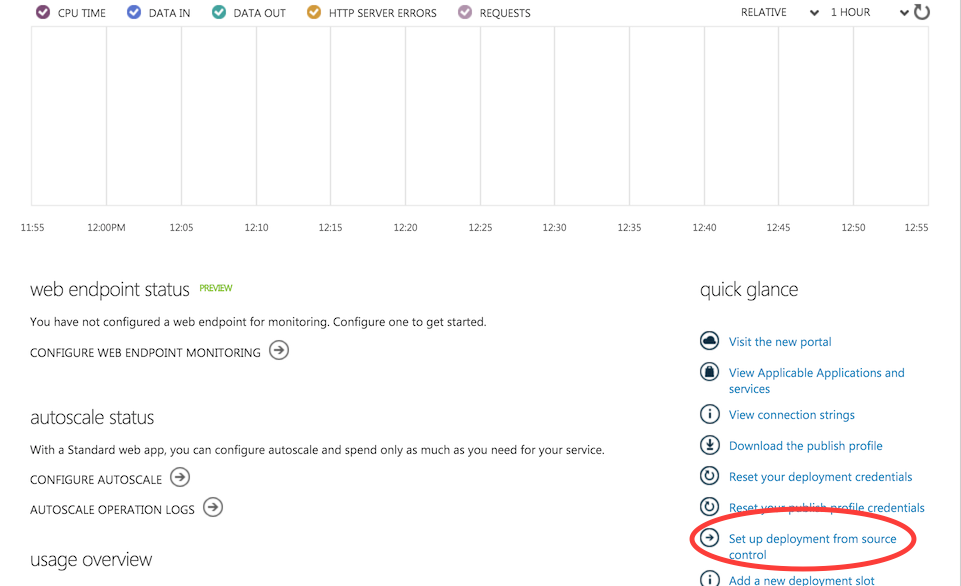 CPU TIME DATA IN DATA OUT HTTP SERVER ERRORS REQUESTS RELATIVE 1 HOUR
11:55 12:00PM 12:05 12:10 12:15 12:20 12:25 12:30 12:35 12:40 12:45 12:50 12:55
web endpoint status PREVIEW
You have not configured a web endpoint for monitoring. Configure one to get started.
CONFIGURE WEB ENDPOINT MONITORING
autoscale status
With a Standard web app, you can configure autoscale and spend only as much as you need for your service.
CONFIGURE AUTOSCALE
AUTOSCALE OPERATION LOGS
usage overview
quick glance
Visit the new portal
View Applicable Applications and
services
View connection strings
Download the publish profile
Reset your deployment credentials
Reset your publish profile credentials
Set up deployment from source
control
Add a new deployment slot